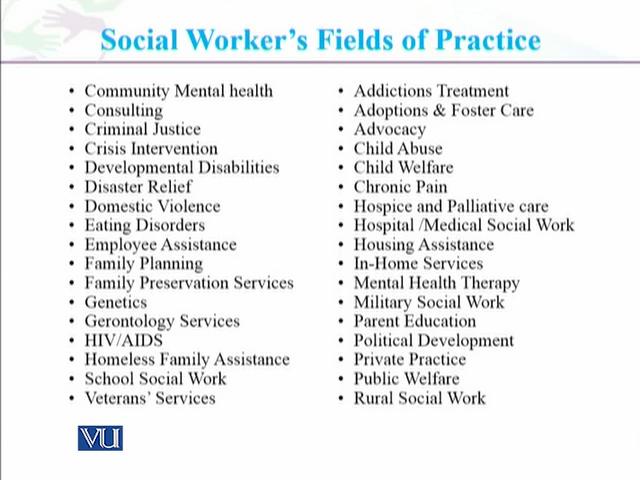 Social Worker's Fields of Practice
• Community Mental health
• Consulting
• Criminal Justice
• Crisis Intervention
• Developmental Disabilities
• Disaster Relief
• Domestic Violence
• Eating Disorders
• Employee Assistance
• Family Planning
• Family Preservation Services
• Genetics
• Gerontology Services
• HIV/AIDS
• Homeless Family Assistance
• School Social Work
• Veterans' Services
• Addictions Treatment
• Adoptions & Foster Care
• Advocacy
• Child Abuse
• Child Welfare
• Chronic Pain
• Hospice and Palliative care
• Hospital /Medical Social Work
• Housing Assistance
• In-Home Services
• Mental Health Therapy
• Military Social Work
• Parent Education
• Political Development
• Private Practice
• Public Welfare
• Rural Social Work
VU